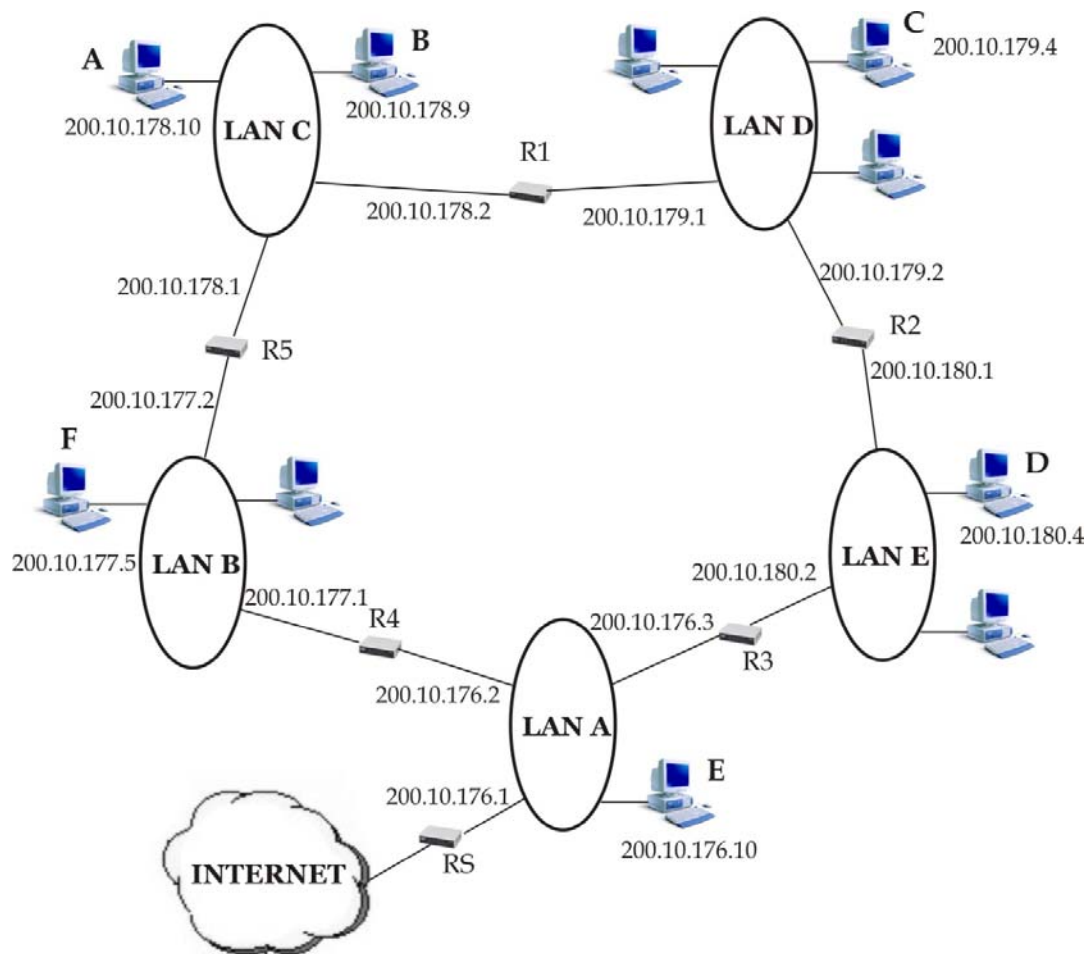 B
C
A
200.10.179.4
200.10.178.10
200.10.178.9
LAN C
LAN D
R1
200.10.178.2
200.10.179.1
200.10.178.1
200.10.179.2
R5
R2
200.10.177.2
200.10.180.1
F
D
200.10.177.5
LAN B
200.10.180.4
LAN E
200.10.177.1
200.10.180.2
R4
200.10.176.3
R3
200.10.176.2
LAN A
E
200.10.176.1
200.10.176.10
RS
INTERNET